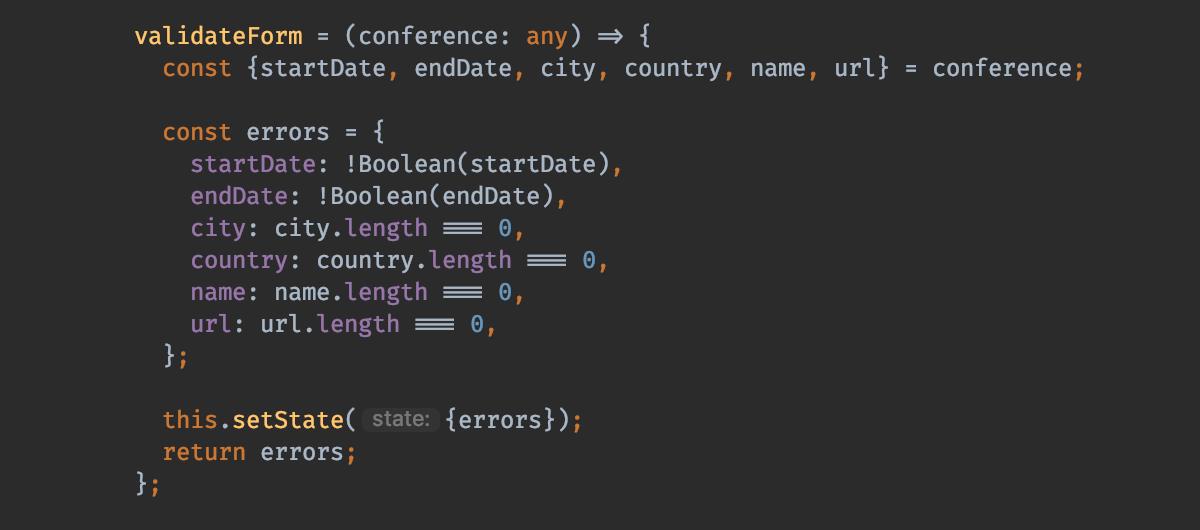 validateForm = (conference: any) => {
  const {startDate, endDate, city, country, name, url} = conference;
  const errors = {
    startDate: !Boolean(startDate),
    endDate: !Boolean(endDate),
    city: city.length === 0,
    country: country.length === 0,
    name: name.length === 0,
    url: url.length === 0,
  };
  this.setState( state: {errors});
  return errors;
};